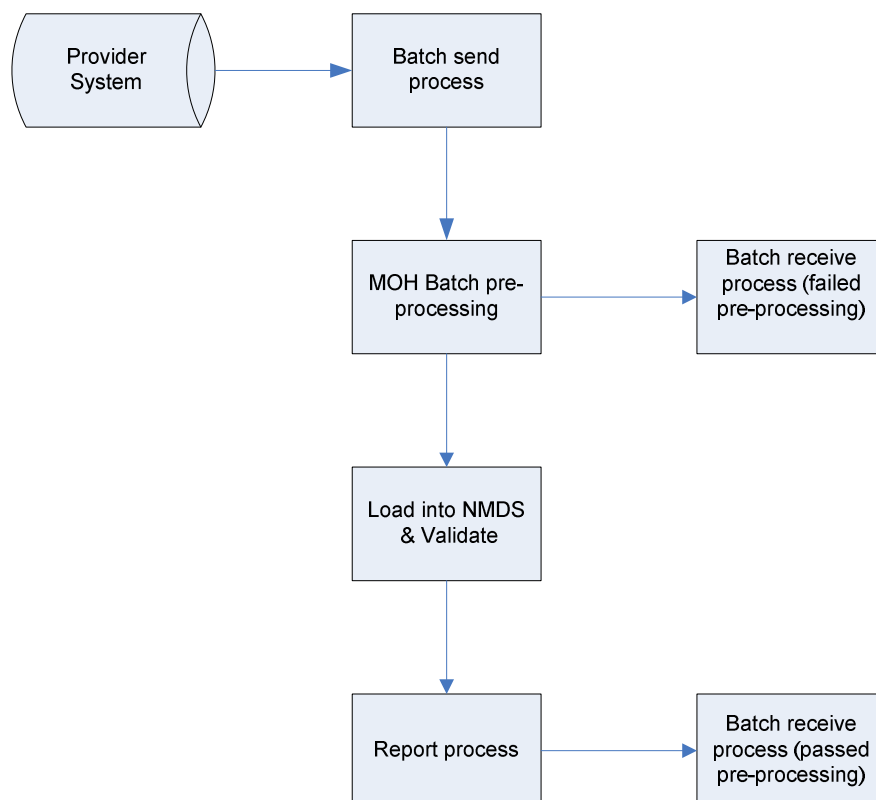 Provider
System
Batch send
process
MOH Batch pre-
processing
Batch receive
process (failed
pre-processing)
Load into NMDS
& Validate
Report process
Batch receive
process (passed
pre-processing)